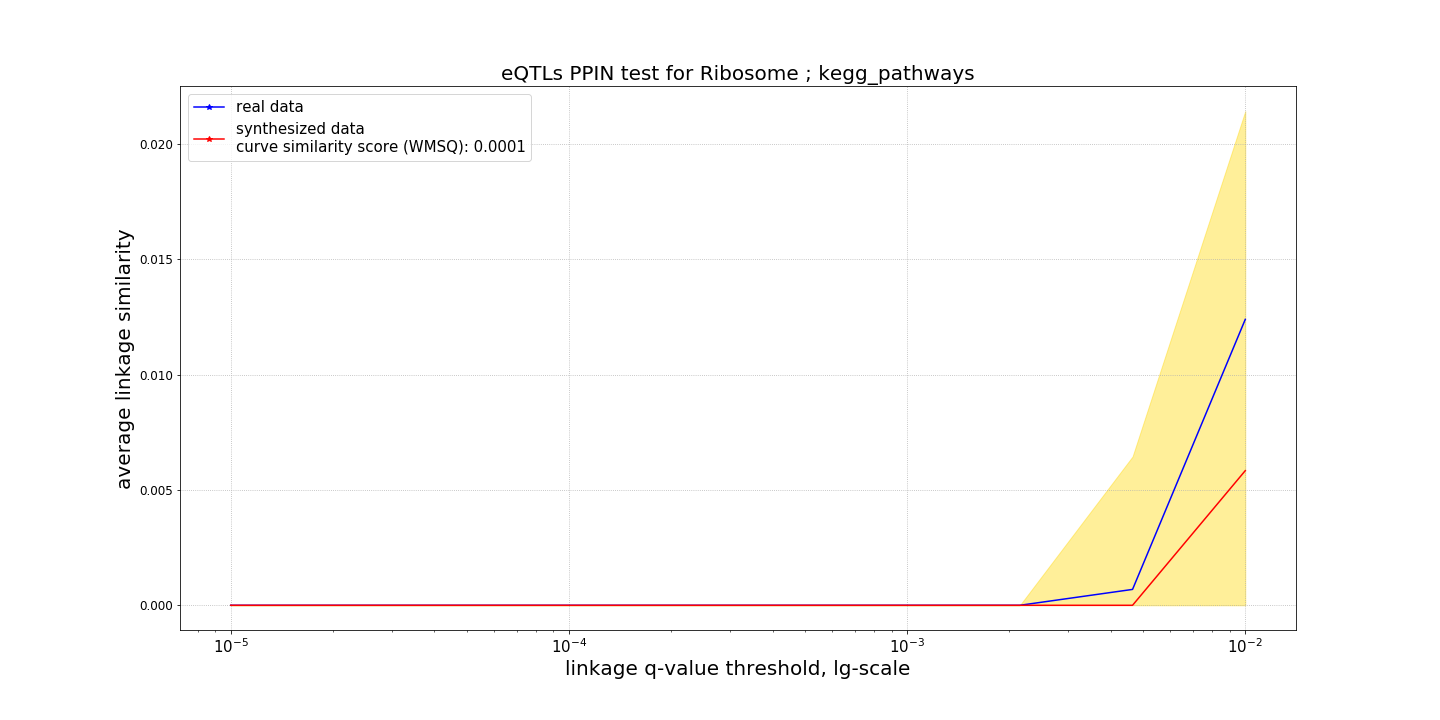 eQTLs PPIN test for Ribosome ; kegg_pathways
real data
synthesized data
curve similarity score (WMSQ): 0.0001
0.020
0.015
0.010
0.005
0.000
average linkage similarity
10⁻⁵ 10⁻⁴ 10⁻³ 10⁻²
linkage q-value threshold, lg-scale